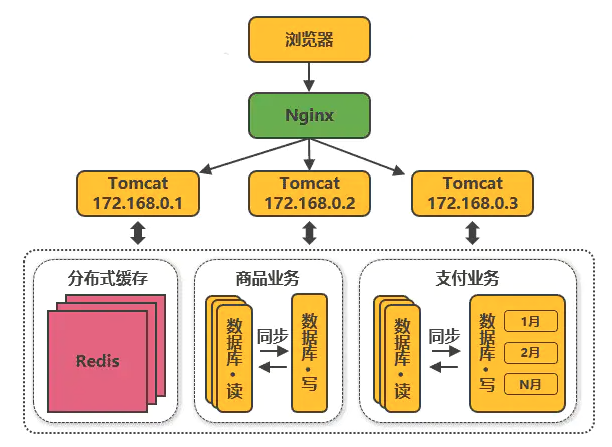 浏览器
Nginx
Tomcat
172.168.0.1
Tomcat
172.168.0.2
Tomcat
172.168.0.3
分布式缓存
Redis
商品业务
数据库·读
同步
数据库·写
支付业务
数据库·读
同步
数据库·写
1月
2月
N月